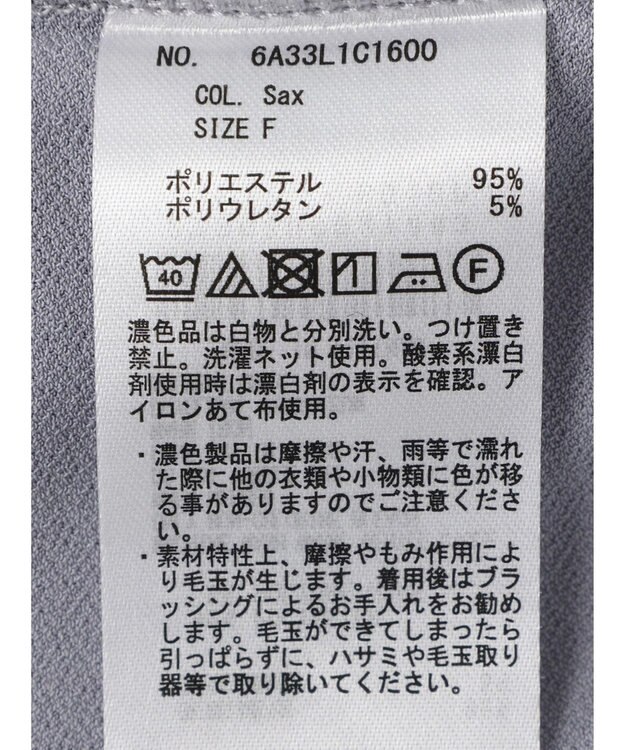 NO. 6A33L1C1600
COL. Sax
SIZE F
ポリエステル 95%
ポリウレタン 5%
40 F
濃色品は白物と分別洗い。つけ置き
禁止。洗濯ネット使用。酸素系漂白
剤使用時は漂白剤の表示を確認。ア
イロンあて布使用。
・濃色製品は摩擦や汗、雨等で濡れ
た際に他の衣類や小物類に色が移
る事がありますのでご注意くださ
い。
・素材特性上、摩擦やもみ作用によ
り毛玉が生じます。着用後はブラ
ッシングによるお手入れをお勧め
します。毛玉ができてしまったら
引っぱらずに、ハサミや毛玉取り
器等で取り除いてください。